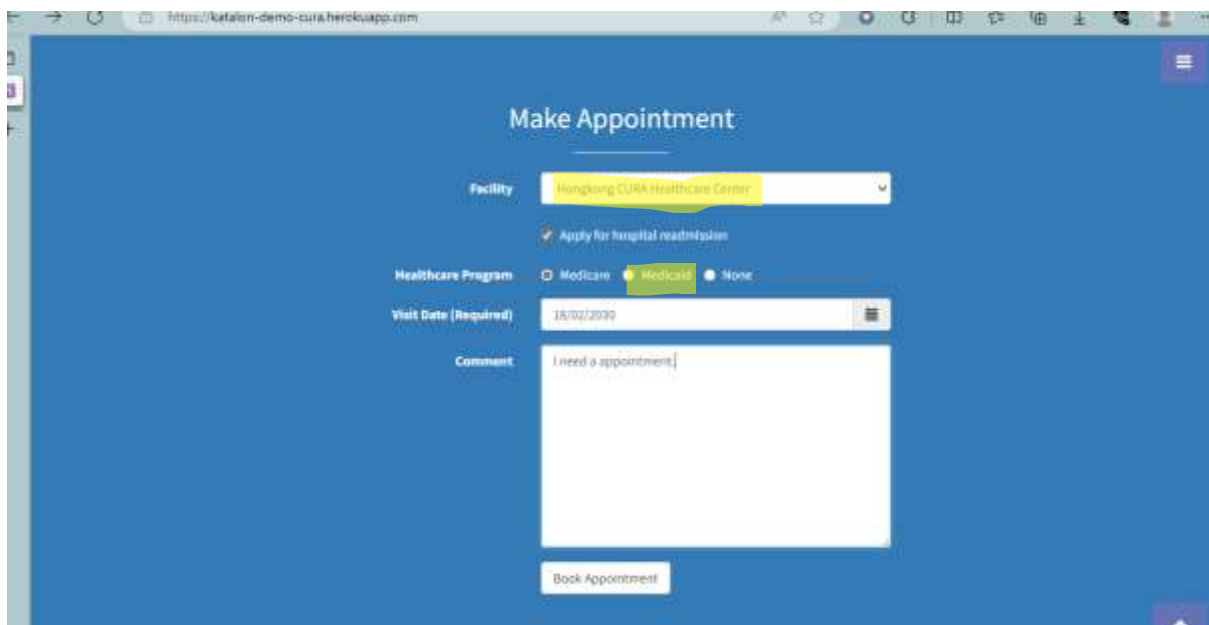 https://katalon-demo-cura.herokuapp.com
Make Appointment
Facility
Hongkong CURA Healthcare Center
Apply for hospital readmission
Healthcare Program Medicare Medicaid None
Visit Date (Required) 18/02/2030
Comment I need a appointment.
Book Appointment